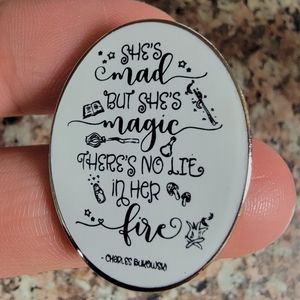 SHE'S
mad
BUT SHE'S
magic
THERE'S NO LIE
IN HER
fire
- CHARLES BUKOWSKI